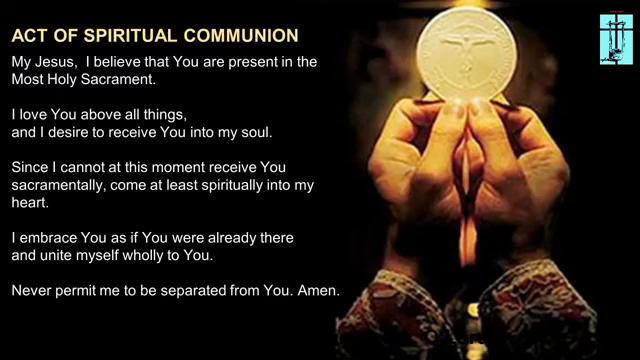 ACT OF SPIRITUAL COMMUNION
My Jesus,  I believe that You are present in the
Most Holy Sacrament.
I love You above all things,
and I desire to receive You into my soul.
Since I cannot at this moment receive You
sacramentally, come at least spiritually into my
heart.
I embrace You as if You were already there
and unite myself wholly to You.
Never permit me to be separated from You. Amen.